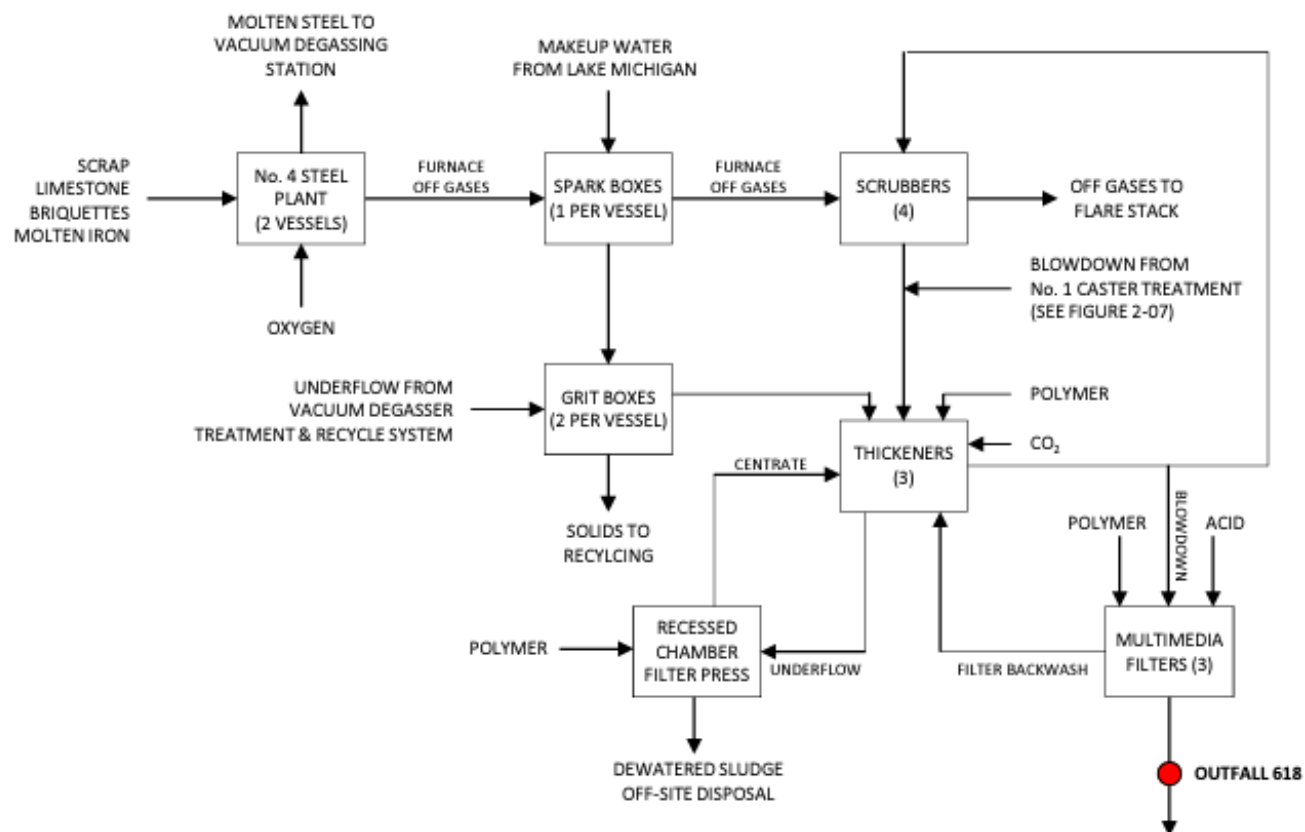 MOLTEN STEEL TO
VACUUM DEGASSING
STATION
MAKEUP WATER
FROM LAKE MICHIGAN
SCRAP
LIMESTONE
BRIQUETTES
MOLTEN IRON
No. 4 STEEL
PLANT
(2 VESSELS)
FURNACE
OFF GASES
SPARK BOXES
(1 PER VESSEL)
FURNACE
OFF GASES
SCRUBBERS
(4)
OFF GASES TO
FLARE STACK
OXYGEN
BLOWDOWN FROM
No. 1 CASTER TREATMENT
(SEE FIGURE 2-07)
UNDERFLOW FROM
VACUUM DEGASSER
TREATMENT & RECYCLE SYSTEM
GRIT BOXES
(2 PER VESSEL)
POLYMER
CO₂
THICKENERS
(3)
CENTRATE
SOLIDS TO
RECYLCING
BLOWDOWN
POLYMER
ACID
POLYMER
RECESSED
CHAMBER
FILTER PRESS
UNDERFLOW
FILTER BACKWASH
MULTIMEDIA
FILTERS (3)
DEWATERED SLUDGE
OFF-SITE DISPOSAL
OUTFALL 618